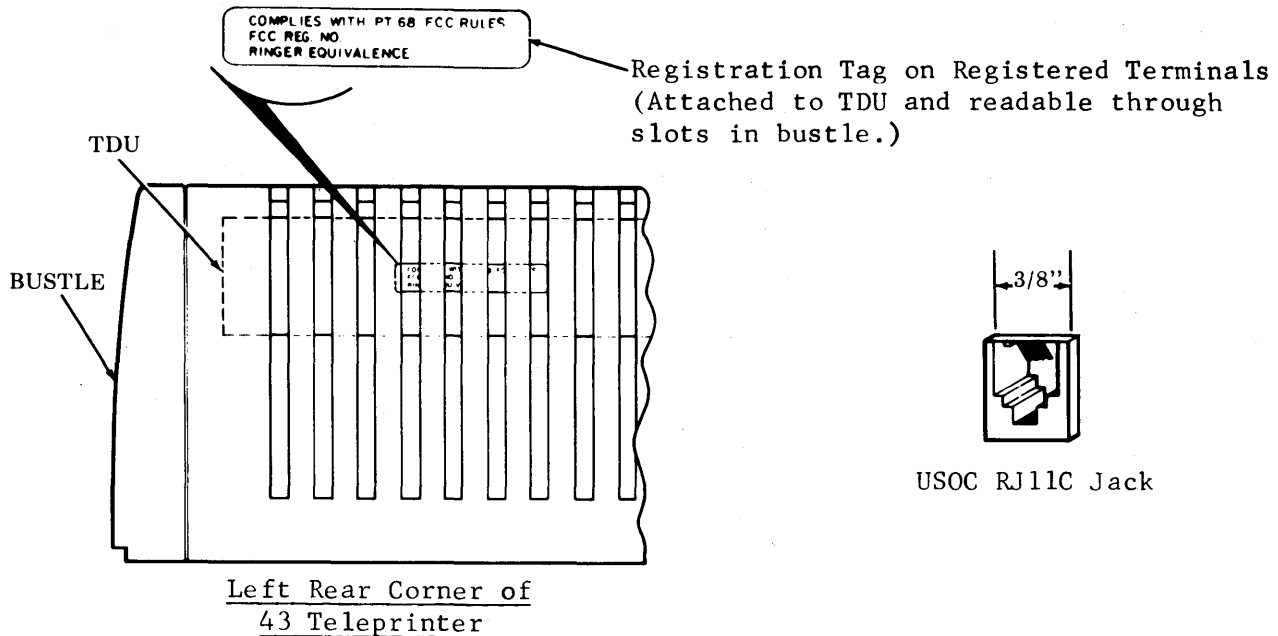 COMPLIES WITH PT 68 FCC RULES
FCC REG. NO.
RINGER EQUIVALENCE
Registration Tag on Registered Terminals
(Attached to TDU and readable through
slots in bustle.)
TDU
BUSTLE
3/8"
USOC RJ11C Jack
Left Rear Corner of
43 Teleprinter